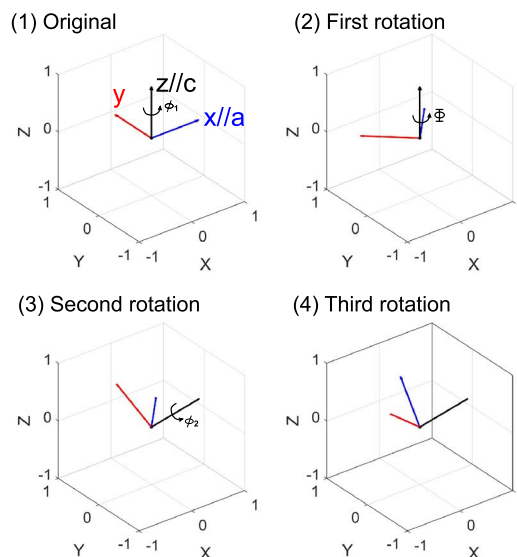 (1) Original
1
0
-1
Z
1
0
-1
Y
-1
0
1
X
y
z//c
ϕ₁
x//a
(2) First rotation
1
0
-1
Z
1
0
-1
Y
-1
0
1
X
Φ
(3) Second rotation
1
0
-1
Z
1
0
-1
Y
-1
0
1
X
ϕ₂
(4) Third rotation
1
0
-1
Z
1
0
-1
Y
-1
0
1
X